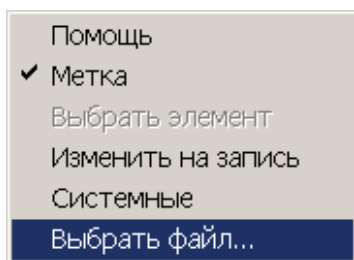 Помощь
Метка
Выбрать элемент
Изменить на запись
Системные
Выбрать файл...